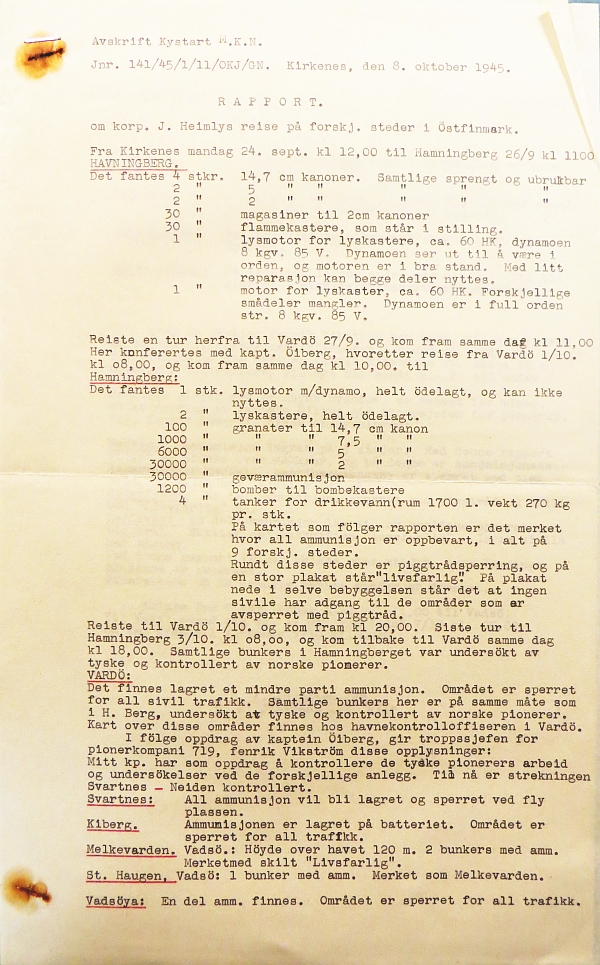 Avskrift Kystart M.K.N.
Jnr. 141/45/1/11/OKJ/GN. Kirkenes, den 8. oktober 1945.
R A P P O R T.
om korp. J. Heimlys reise på forskj. steder i Östfinmark.
Fra Kirkenes mandag 24. sept. kl 12,00 til Hamningberg 26/9 kl 1100
HAVNINGBERG.
Det fantes 4 stkr. 14,7 cm kanoner. Samtlige sprengt og ubrukbar
2 " 5 " " " " "
2 " 2 " " " " "
30 " magasiner til 2cm kanoner
30 " flammekastere, som står i stilling.
1 " lysmotor for lyskastere, ca. 60 HK, dynamoen
8 kgv. 85 V. Dynamoen ser ut til å være i
orden, og motoren er i bra stand. Med litt
reparasjon kan begge deler nyttes.
1 " motor for lyskaster, ca. 60 HK. Forskjellige
smådeler mangler. Dynamoen er i full orden
str. 8 kgv. 85 V.
Reiste en tur herfra til Vardö 27/9. og kom fram samme dag kl 11,00
Her konferertes med kapt. Öiberg, hvoretter reise fra Vardö 1/10.
kl o8,00, og kom fram samme dag kl 10,00. til
Hamningberg:
Det fantes 1 stk. lysmotor m/dynamo, helt ödelagt, og kan ikke
nyttes.
2 " lyskastere, helt ödelagt.
100 " granater til 14,7 cm kanon
1000 " " " 7,5 " "
6000 " " " 5 " "
30000 " " " 2 " "
30000 " geværammunisjon
1200 " bomber til bombekastere
4 " tanker for drikkevann(rum 1700 l. vekt 270 kg
pr. stk.
På kartet som fölger rapporten er det merket
hvor all ammunisjon er oppbevart, i alt på
9 forskj. steder.
Rundt disse steder er piggtrådsperring, og på
en stor plakat står"livsfarlig". På plakat
nede i selve bebyggelsen står det at ingen
sivile har adgang til de områder som er
avsperret med piggtråd.
Reiste til Vardö 1/10. og kom fram kl 20,00. Siste tur til
Hamningberg 3/10. kl o8,oo, og kom tilbake til Vardö samme dag
kl 18,00. Samtlige bunkers i Hamningberget var undersökt av
tyske og kontrollert av norske pionerer.
VARDÖ:
Det finnes lagret et mindre parti ammunisjon. Området er sperret
for all sivil trafikk. Samtlige bunkers her er på samme måte som
i H. Berg, undersökt at tyske og kontrollert av norske pionerer.
Kart over disse områder finnes hos havnekontrolloffiseren i Vardö.
I fölge oppdrag av kaptein Öiberg, gir troppssjefen for
pionerkompani 719, fenrik Vikström disse opplysninger:
Mitt kp. har som oppdrag å kontrollere de tyske pionerers arbeid
og undersökelser ved de forskjellige anlegg. Til nå er strekningen
Svartnes - Neiden kontrollert.
Svartnes: All ammunisjon vil bli lagret og sperret ved fly
plassen.
Kiberg. Ammunisjonen er lagret på batteriet. Området er
sperret for all trafikk.
Melkevarden. Vadsö.: Höyde over havet 120 m. 2 bunkers med amm.
Merketmed skilt "Livsfarlig".
St. Haugen, Vadsö: 1 bunker med amm. Merket som Melkevarden.
Vadsöya: En del amm. finnes. Området er sperret for all trafikk.